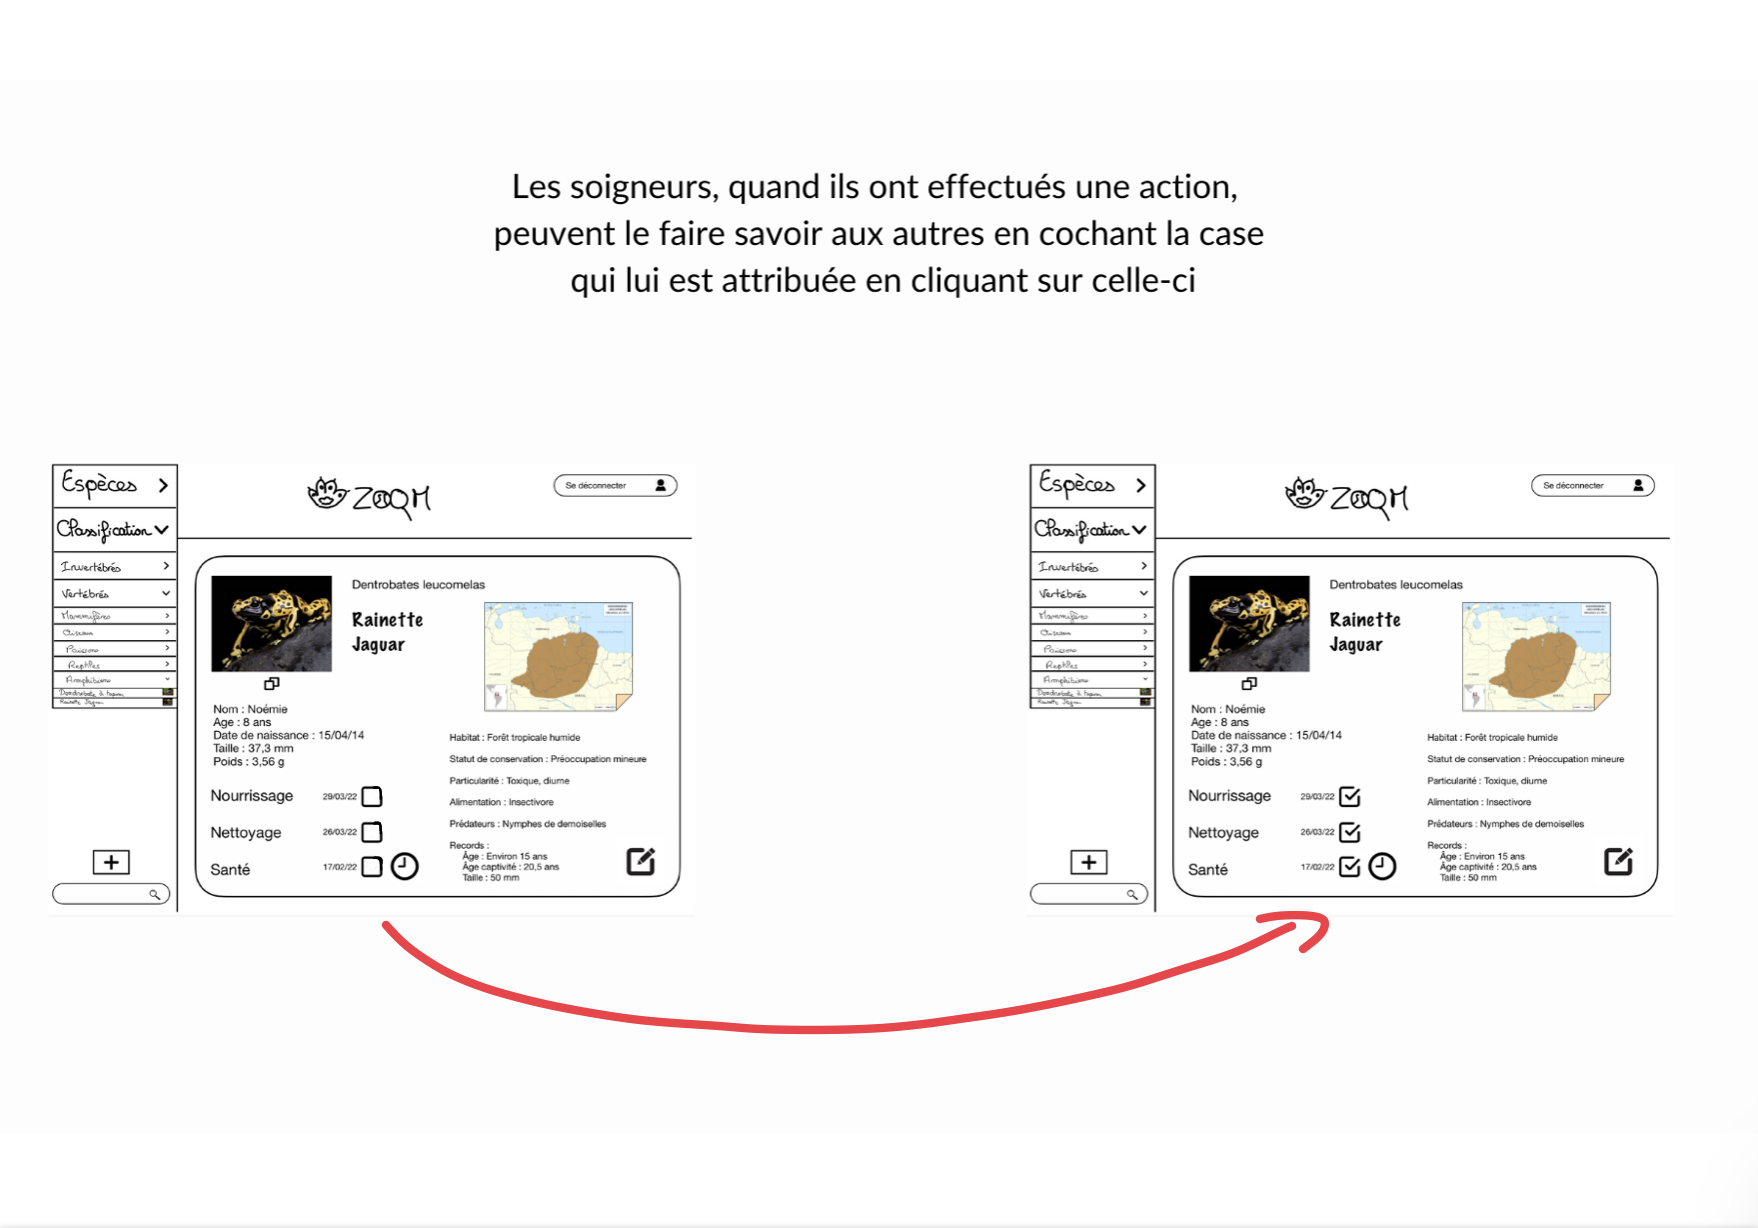 Les soigneurs, quand ils ont effectués une action,
peuvent le faire savoir aux autres en cochant la case
qui lui est attribuée en cliquant sur celle-ci
Espèces
Classification
Invertébrés
Vertébrés
Mammifères
Oiseaux
Poissons
Reptiles
Amphibiens
ZOOM
Se déconnecter
Dentrobates leucomelas
Rainette
Jaguar
Nom : Noémie
Age : 8 ans
Date de naissance : 15/04/14
Taille : 37,3 mm
Poids : 3,56 g
Nourrissage 29/03/22
Nettoyage 26/03/22
Santé 17/02/22
Habitat : Forêt tropicale humide
Statut de conservation : Préoccupation mineure
Particularité : Toxique, diurne
Alimentation : Insectivore
Prédateurs : Nymphes de demoiselles
Records :
Âge : Environ 15 ans
Âge captivité : 20,5 ans
Taille : 50 mm
Espèces
Classification
Invertébrés
Vertébrés
Mammifères
Oiseaux
Poissons
Reptiles
Amphibiens
ZOOM
Se déconnecter
Dentrobates leucomelas
Rainette
Jaguar
Nom : Noémie
Age : 8 ans
Date de naissance : 15/04/14
Taille : 37,3 mm
Poids : 3,56 g
Nourrissage 29/03/22
Nettoyage 26/03/22
Santé 17/02/22
Habitat : Forêt tropicale humide
Statut de conservation : Préoccupation mineure
Particularité : Toxique, diurne
Alimentation : Insectivore
Prédateurs : Nymphes de demoiselles
Records :
Âge : Environ 15 ans
Âge captivité : 20,5 ans
Taille : 50 mm